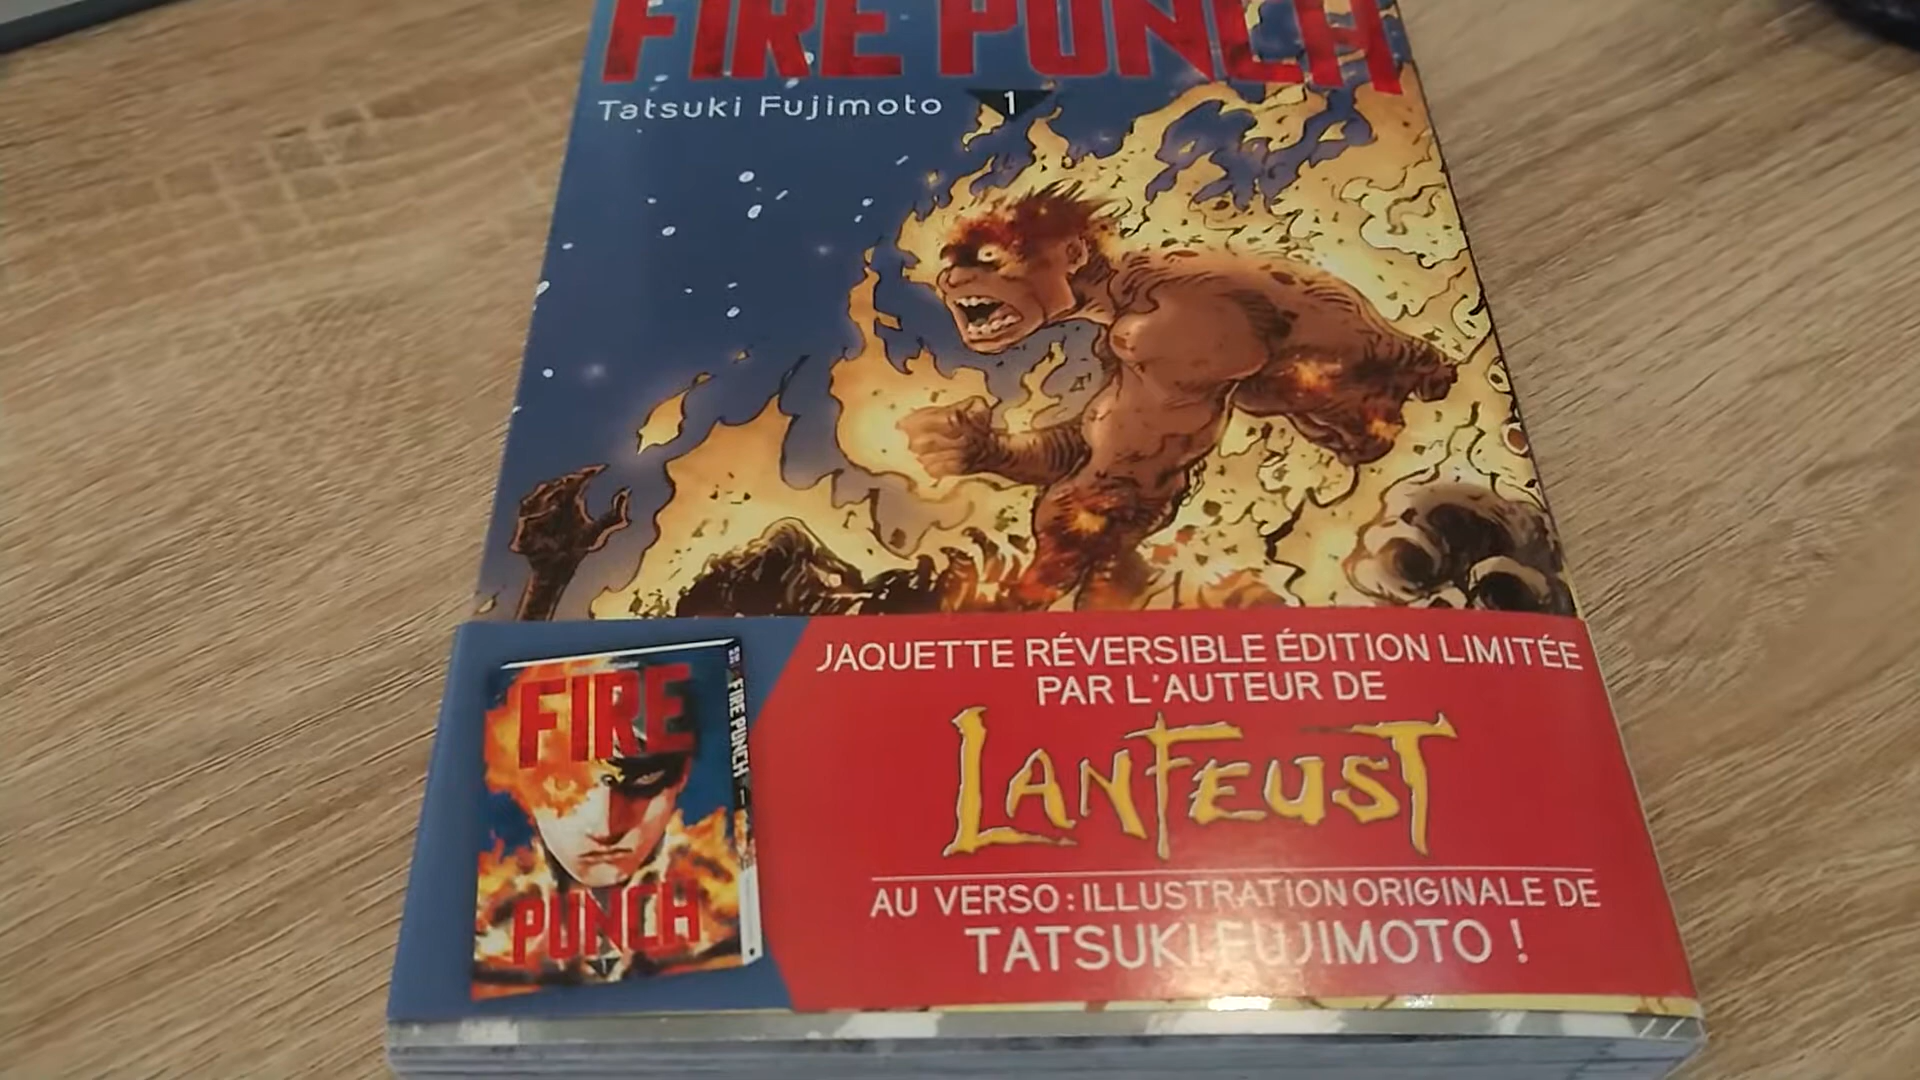 FIRE PUNCH
Tatsuki Fujimoto 1
JAQUETTE RÉVERSIBLE ÉDITION LIMITÉE
PAR L'AUTEUR DE
LANFEUST
AU VERSO : ILLUSTRATION ORIGINALE DE
TATSUKI FUJIMOTO !
FIRE
PUNCH
1
FIRE PUNCH